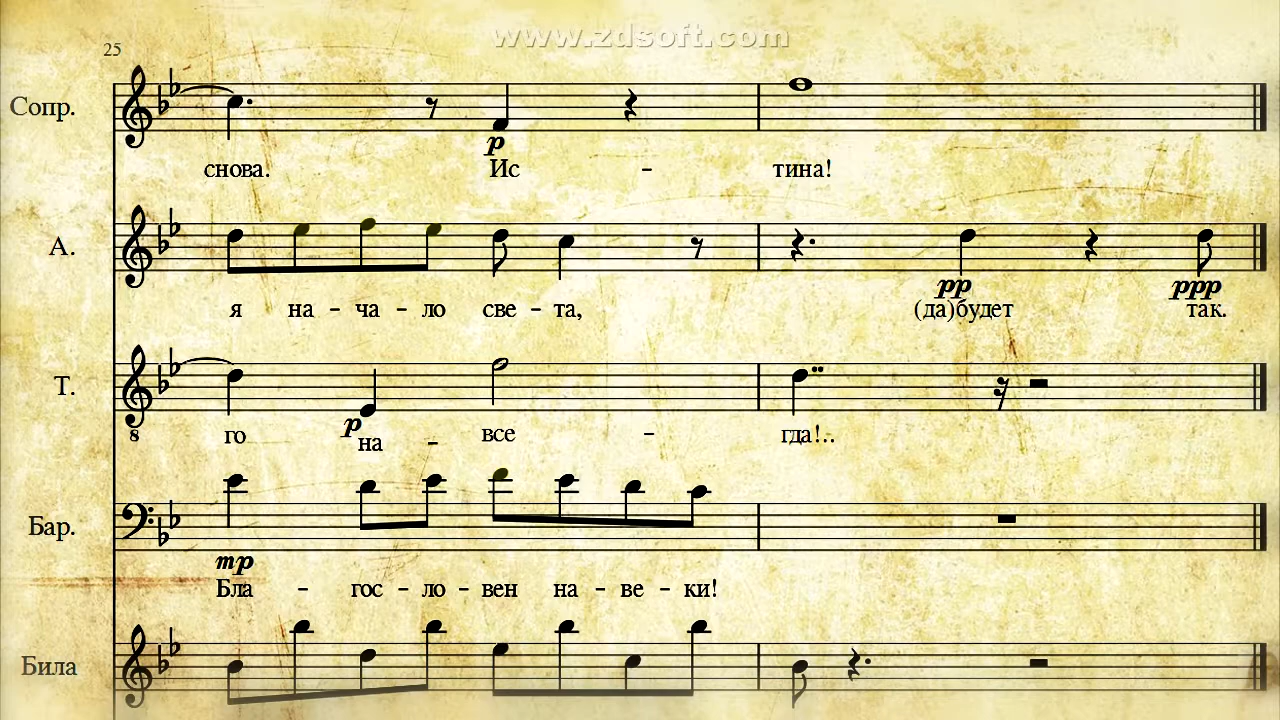 www.zdsoft.com
25
Сопр.
p
снова. Ис - тина!
А.
pp ppp
я на - ча - ло све - та, (да)будет так.
Т.
8 p
го на - все - гда!..
Бар.
mp
Бла - гос - ло - вен на - ве - ки!
Била